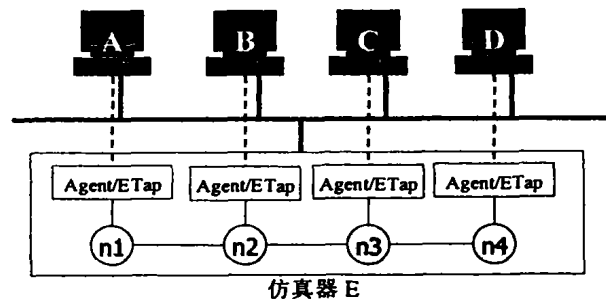 A B C D
Agent/ETap Agent/ETap Agent/ETap Agent/ETap
n1 n2 n3 n4
仿真器 E